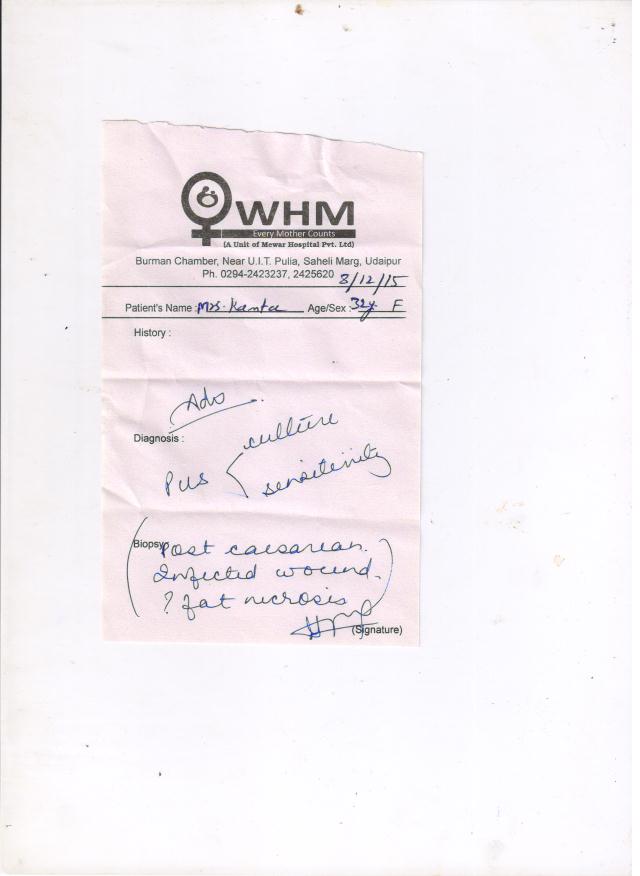 WHM
Every Mother Counts
(A Unit of Mewar Hospital Pvt. Ltd)
Burman Chamber, Near U.I.T. Pulia, Saheli Marg, Udaipur
Ph. 0294-2423237, 2425620
8/12/15
Patient's Name : Mrs. Kanta Age/Sex : 32y F
History :
Adv
Diagnosis :
culture
Pus
sensitivity
Biopsy
Post caesarean.
Infected wound.
? fat necrosis
(Signature)